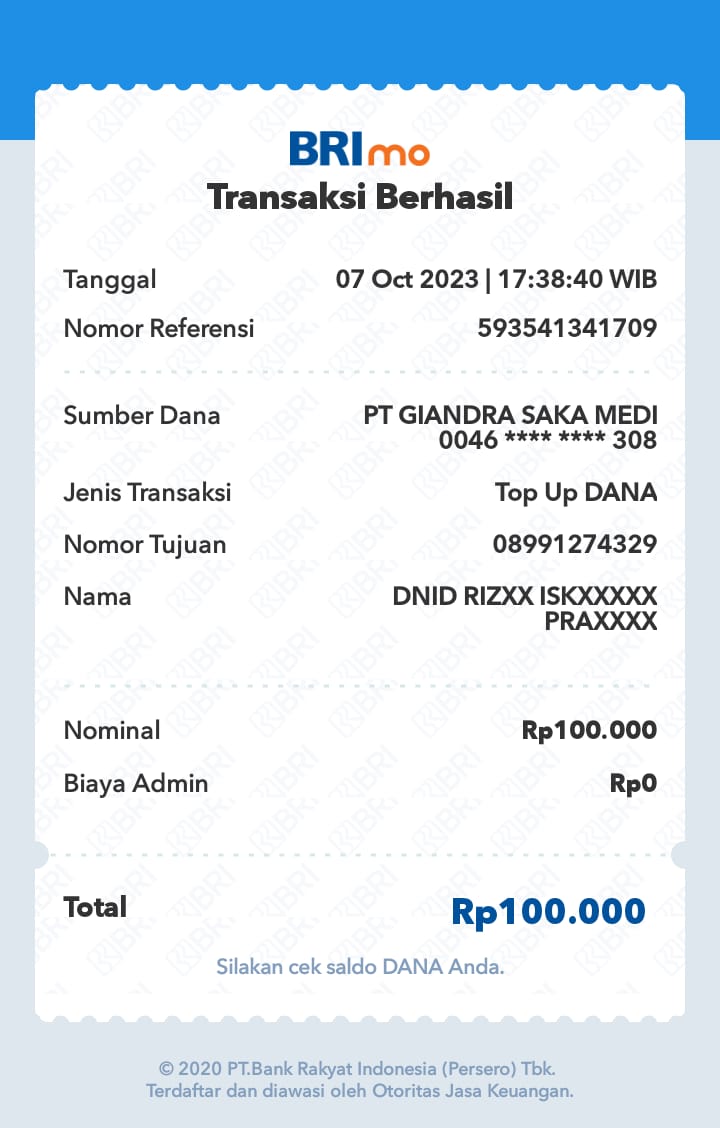 BRImo
Transaksi Berhasil
Tanggal 07 Oct 2023 | 17:38:40 WIB
Nomor Referensi 593541341709
Sumber Dana PT GIANDRA SAKA MEDI
0046 **** **** 308
Jenis Transaksi Top Up DANA
Nomor Tujuan 08991274329
Nama DNID RIZXX ISKXXXXX
PRAXXXX
Nominal Rp100.000
Biaya Admin Rp0
Total Rp100.000
Silakan cek saldo DANA Anda.
© 2020 PT.Bank Rakyat Indonesia (Persero) Tbk.
Terdaftar dan diawasi oleh Otoritas Jasa Keuangan.